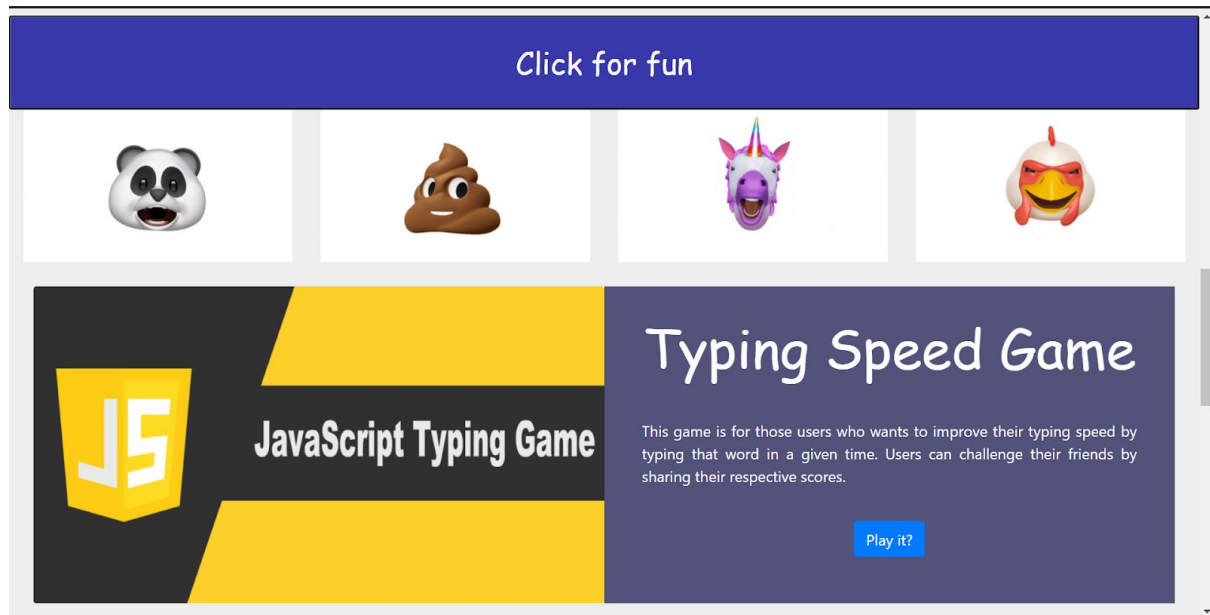 Click for fun
JS
JavaScript Typing Game
Typing Speed Game
This game is for those users who wants to improve their typing speed by
typing that word in a given time. Users can challenge their friends by
sharing their respective scores.
Play it?